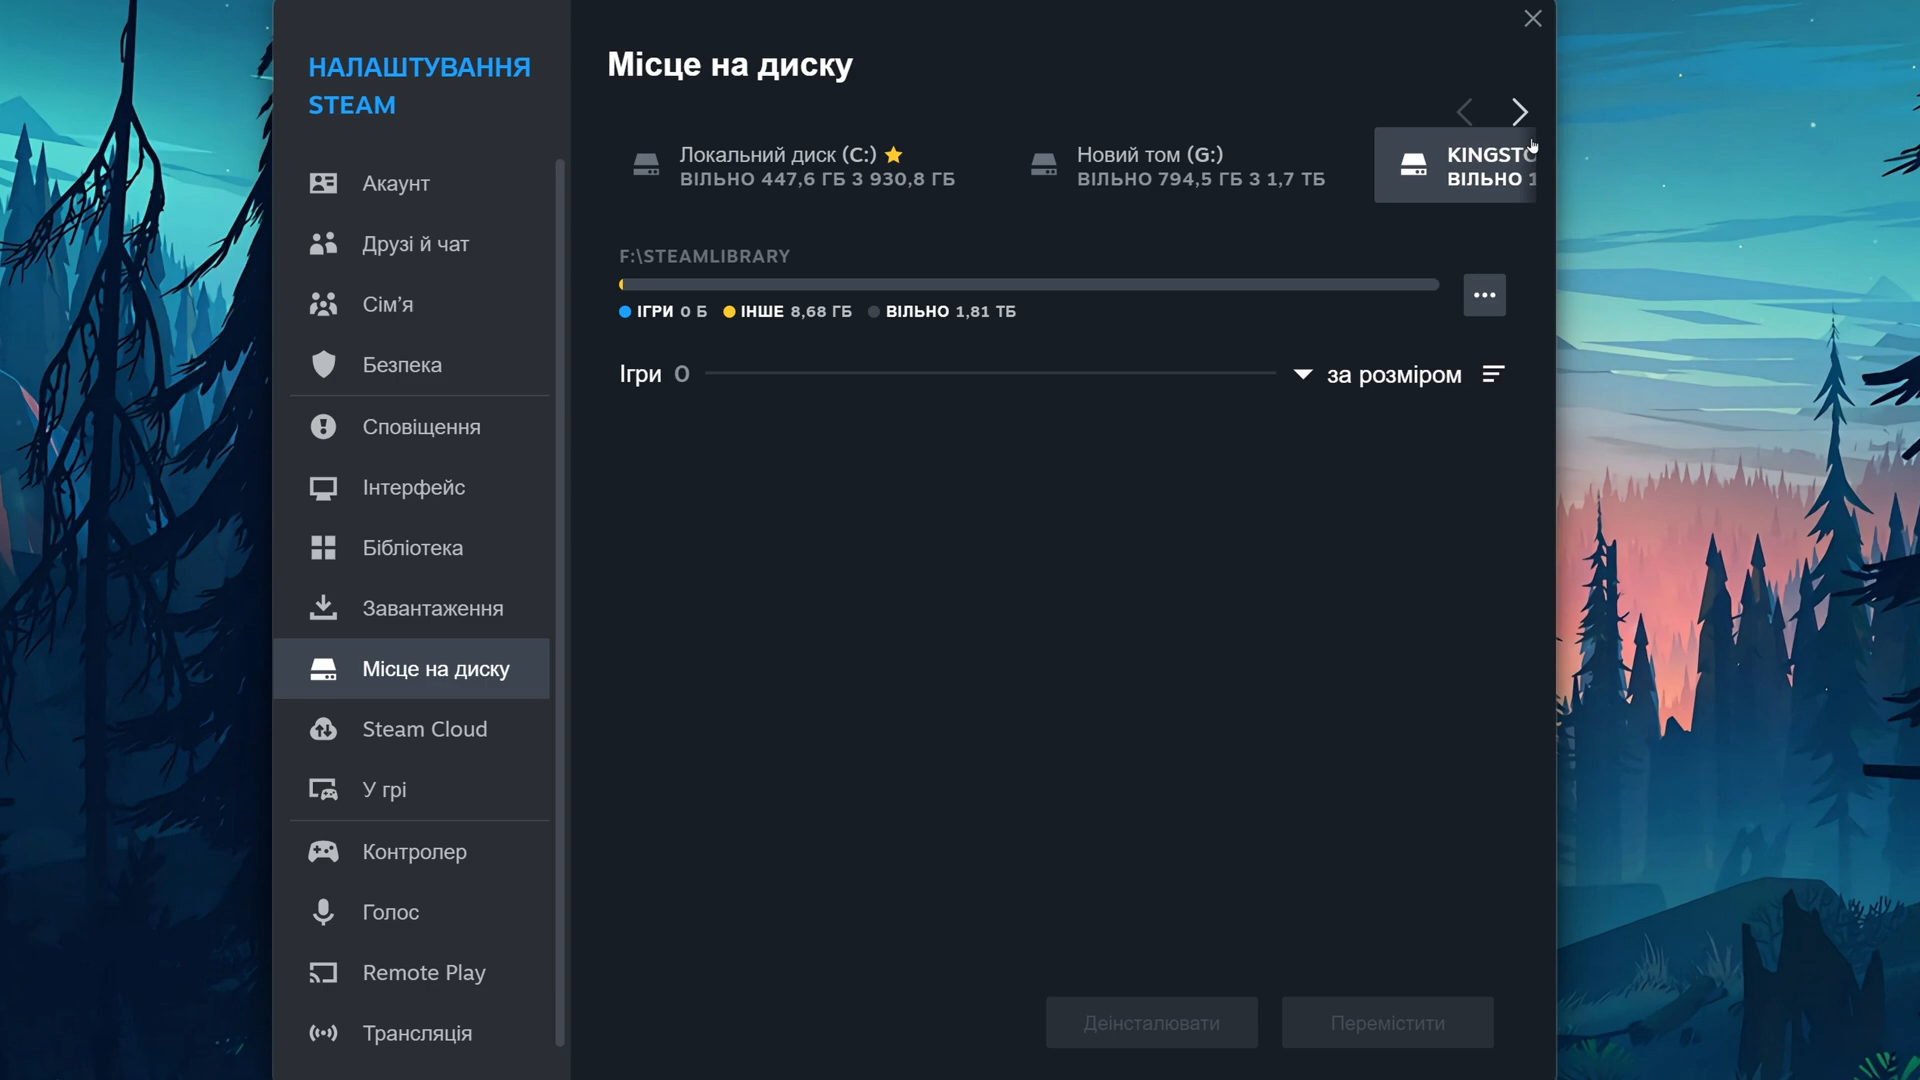 НАЛАШТУВАННЯ
STEAM
Акаунт
Друзі й чат
Сім’я
Безпека
Сповіщення
Інтерфейс
Бібліотека
Завантаження
Місце на диску
Steam Cloud
У грі
Контролер
Голос
Remote Play
Трансляція
Місце на диску
Локальний диск (C:)
ВІЛЬНО 447,6 ГБ З 930,8 ГБ
Новий том (G:)
ВІЛЬНО 794,5 ГБ З 1,7 ТБ
ВІЛЬНО 1
F:\STEAMLIBRARY
ІГРИ 0 Б ІНШЕ 8,68 ГБ ВІЛЬНО 1,81 ТБ
Ігри 0
за розміром
Деінсталювати
Перемістити